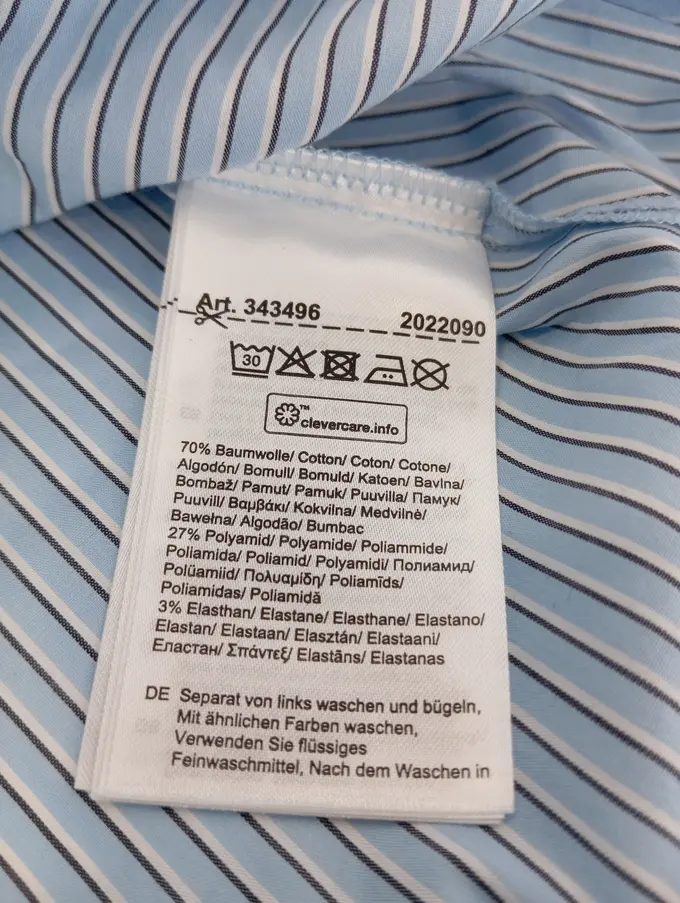 Art. 343496 2022090
30
™
clevercare.info
70% Baumwolle/ Cotton/ Coton/ Cotone/
Algodón/ Bomull/ Bomuld/ Katoen/ Bavlna/
Bombaž/ Pamut/ Pamuk/ Puuvilla/ Памук/
Puuvill/ Βαμβάκι/ Kokvilna/ Medvilnė/
Bawełna/ Algodão/ Bumbac
27% Polyamid/ Polyamide/ Poliammide/
Poliamida/ Poliamid/ Polyamidi/ Полиамид/
Polüamiid/ Πολυαμίδη/ Poliamīds/
Poliamidas/ Poliamidă
3% Elasthan/ Elastane/ Elasthane/ Elastano/
Elastan/ Elastaan/ Elasztán/ Elastaani/
Еластан/ Σπάντεξ/ Elastāns/ Elastanas
DE Separat von links waschen und bügeln,
Mit ähnlichen Farben waschen,
Verwenden Sie flüssiges
Feinwaschmittel, Nach dem Waschen in